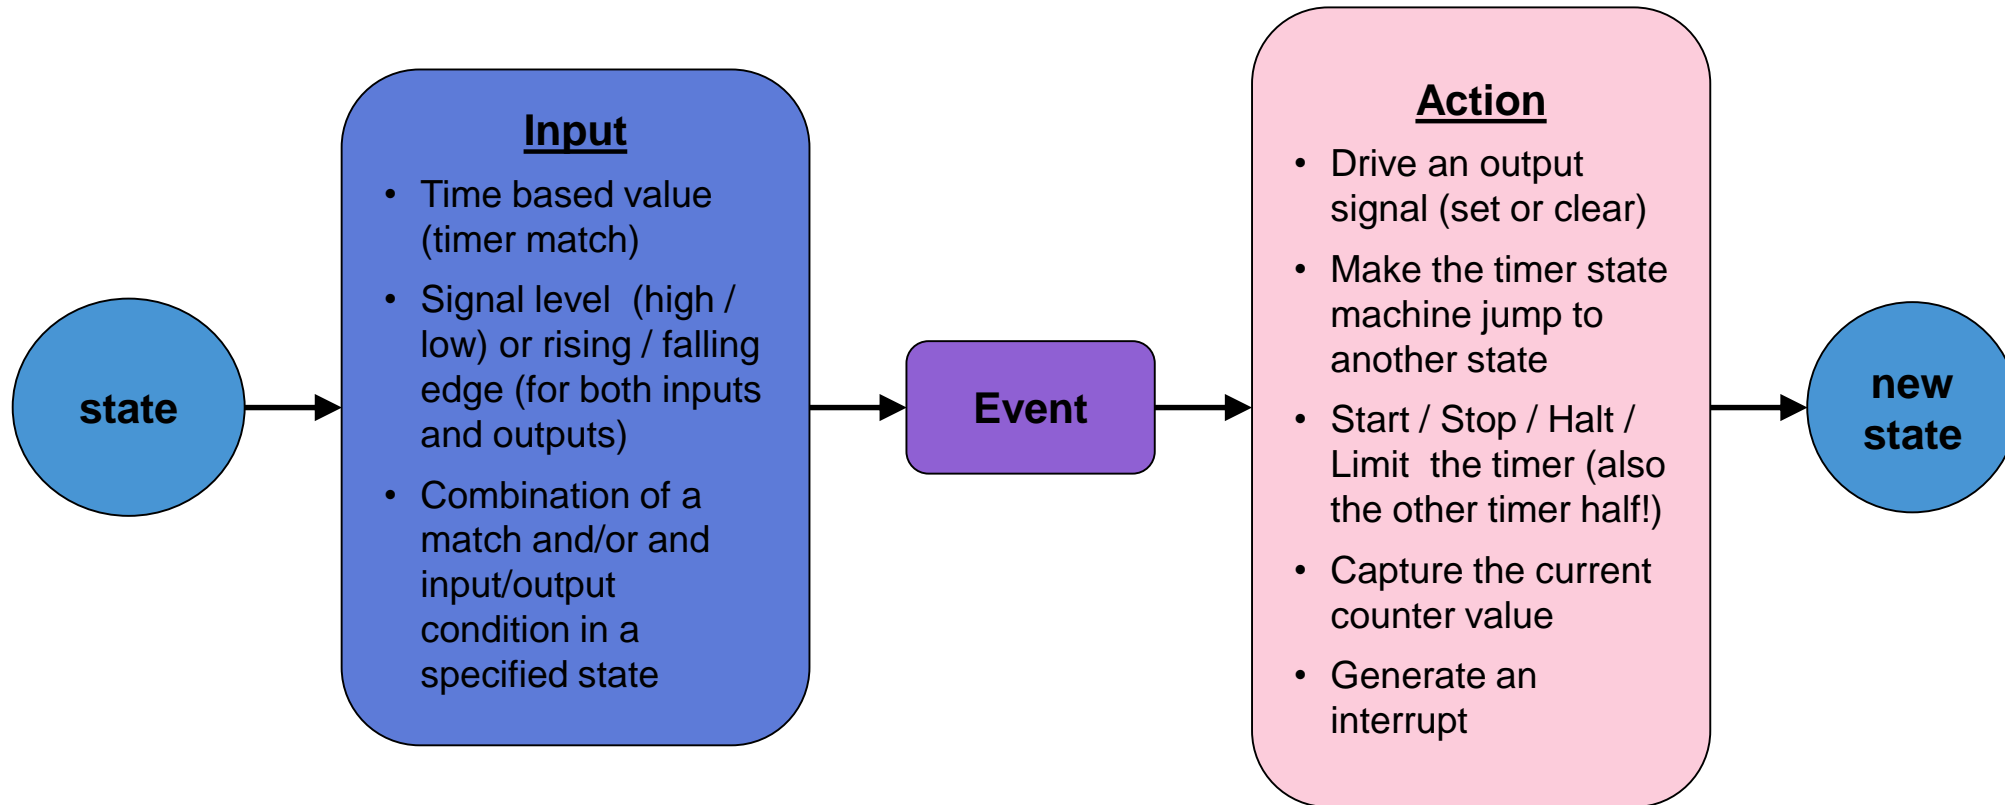 state
Input
• Time based value
(timer match)
• Signal level (high /
low) or rising / falling
edge (for both inputs
and outputs)
• Combination of a
match and/or and
input/output
condition in a
specified state
Event
Action
• Drive an output
signal (set or clear)
• Make the timer state
machine jump to
another state
• Start / Stop / Halt /
Limit the timer (also
the other timer half!)
• Capture the current
counter value
• Generate an
interrupt
new
state